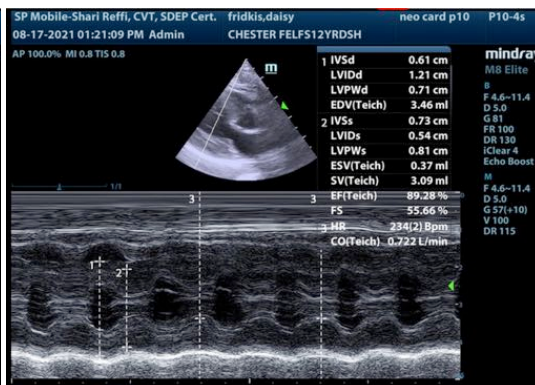 SP Mobile-Shari Reffi, CVT, SDEP Cert. fridkis,daisy neo card p10 P10-4s
08-17-2021 01:21:09 PM Admin CHESTER FELFS12YRDSH
AP 100.0% MI 0.8 TIS 0.8
m
mindray
M8 Elite
1 IVSd 0.61 cm
LVIDd 1.21 cm
LVPWd 0.71 cm
EDV(Teich) 3.46 ml
2 IVSs 0.73 cm
LVIDs 0.54 cm
LVPWs 0.81 cm
ESV(Teich) 0.37 ml
SV(Teich) 3.09 ml
EF(Teich) 89.28 %
FS 55.66 %
3 HR 234(2) Bpm
CO(Teich) 0.722 L/min
B
F 4.6~11.4
D 5.0
G 81
FR 100
DR 130
iClear 4
Echo Boost
M
F 4.6~11.4
D 5.0
G 57(+10)
V 100
DR 115
1/1
3 3
1 2